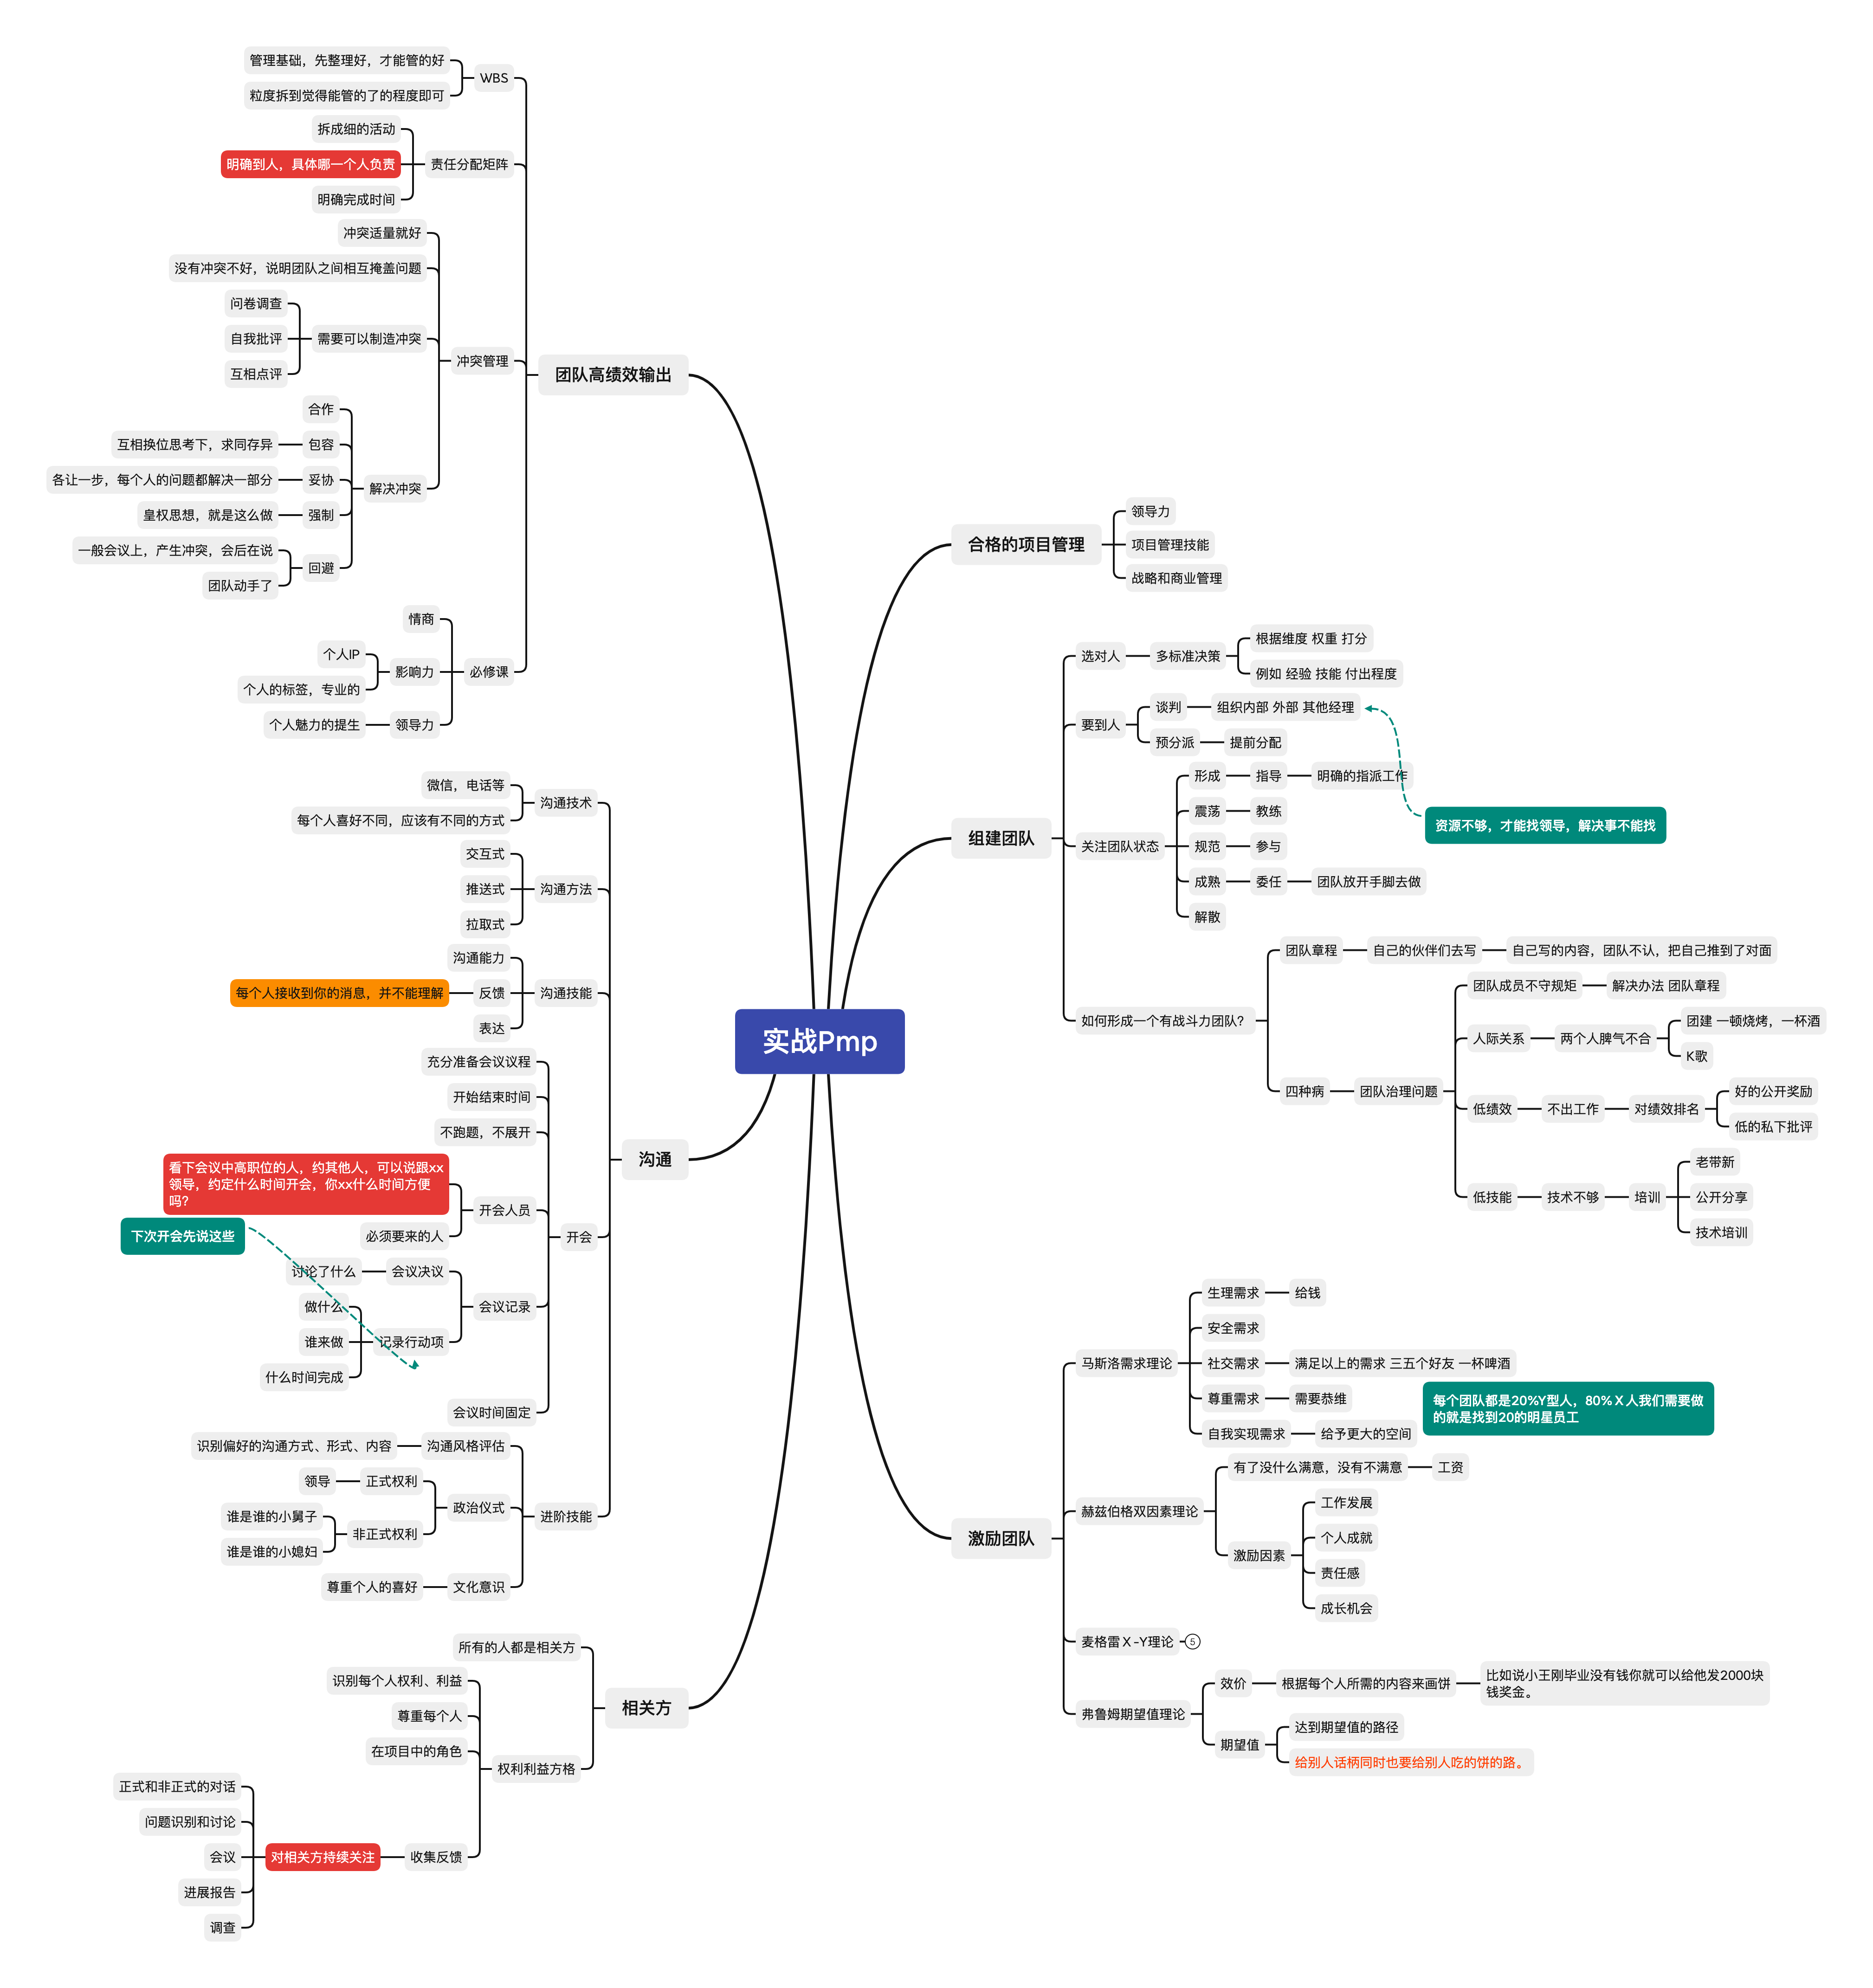 实战Pmp
合格的项目管理
领导力
项目管理技能
战略和商业管理
组建团队
选对人
多标准决策
根据维度 权重 打分
例如 经验 技能 付出程度
要到人
谈判
组织内部 外部 其他经理
预分派
提前分配
资源不够，才能找领导，解决事不能找
关注团队状态
形成
指导
明确的指派工作
震荡
教练
规范
参与
成熟
委任
团队放开手脚去做
解散
如何形成一个有战斗力团队？
团队章程
自己的伙伴们去写
自己写的内容，团队不认，把自己推到了对面
四种病
团队治理问题
团队成员不守规矩
解决办法 团队章程
人际关系
两个人脾气不合
团建 一顿烧烤，一杯酒
K歌
低绩效
不出工作
对绩效排名
好的公开奖励
低的私下批评
低技能
技术不够
培训
老带新
公开分享
技术培训
激励团队
马斯洛需求理论
生理需求
给钱
安全需求
社交需求
满足以上的需求 三五个好友 一杯啤酒
尊重需求
需要恭维
自我实现需求
给予更大的空间
每个团队都是20%Y型人，80%X人我们需要做
的就是找到20的明星员工
赫兹伯格双因素理论
有了没什么满意，没有不满意
工资
激励因素
工作发展
个人成就
责任感
成长机会
麦格雷X-Y理论
5
弗鲁姆期望值理论
效价
根据每个人所需的内容来画饼
比如说小王刚毕业没有钱你就可以给他发2000块
钱奖金。
期望值
达到期望值的路径
给别人话柄同时也要给别人吃的饼的路。
团队高绩效输出
WBS
管理基础，先整理好，才能管的好
粒度拆到觉得能管的了的程度即可
责任分配矩阵
拆成细的活动
明确到人，具体哪一个人负责
明确完成时间
冲突管理
冲突适量就好
没有冲突不好，说明团队之间相互掩盖问题
需要可以制造冲突
问卷调查
自我批评
互相点评
解决冲突
合作
包容
互相换位思考下，求同存异
妥协
各让一步，每个人的问题都解决一部分
强制
皇权思想，就是这么做
回避
一般会议上，产生冲突，会后在说
团队动手了
必修课
情商
影响力
个人IP
个人的标签，专业的
领导力
个人魅力的提生
沟通
沟通技术
微信，电话等
每个人喜好不同，应该有不同的方式
沟通方法
交互式
推送式
拉取式
沟通技能
沟通能力
反馈
每个人接收到你的消息，并不能理解
表达
开会
充分准备会议议程
开始结束时间
不跑题，不展开
开会人员
看下会议中高职位的人，约其他人，可以说跟xx
领导，约定什么时间开会，你xx什么时间方便
吗？
必须要来的人
下次开会先说这些
会议记录
会议决议
讨论了什么
记录行动项
做什么
谁来做
什么时间完成
会议时间固定
进阶技能
沟通风格评估
识别偏好的沟通方式、形式、内容
政治仪式
正式权利
领导
非正式权利
谁是谁的小舅子
谁是谁的小媳妇
文化意识
尊重个人的喜好
相关方
所有的人都是相关方
权利利益方格
识别每个人权利、利益
尊重每个人
在项目中的角色
收集反馈
对相关方持续关注
正式和非正式的对话
问题识别和讨论
会议
进展报告
调查